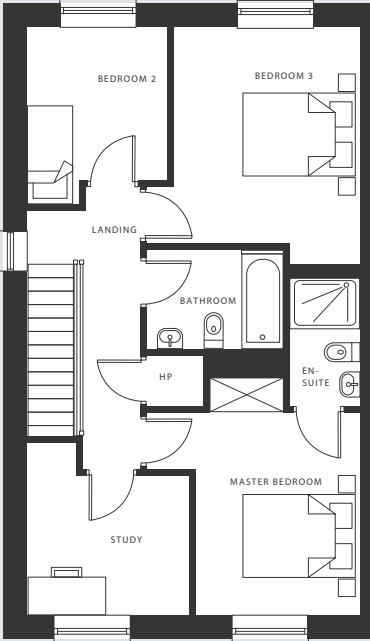 BEDROOM 2
BEDROOM 3
LANDING
BATHROOM
EN-
SUITE
HP
MASTER BEDROOM
STUDY